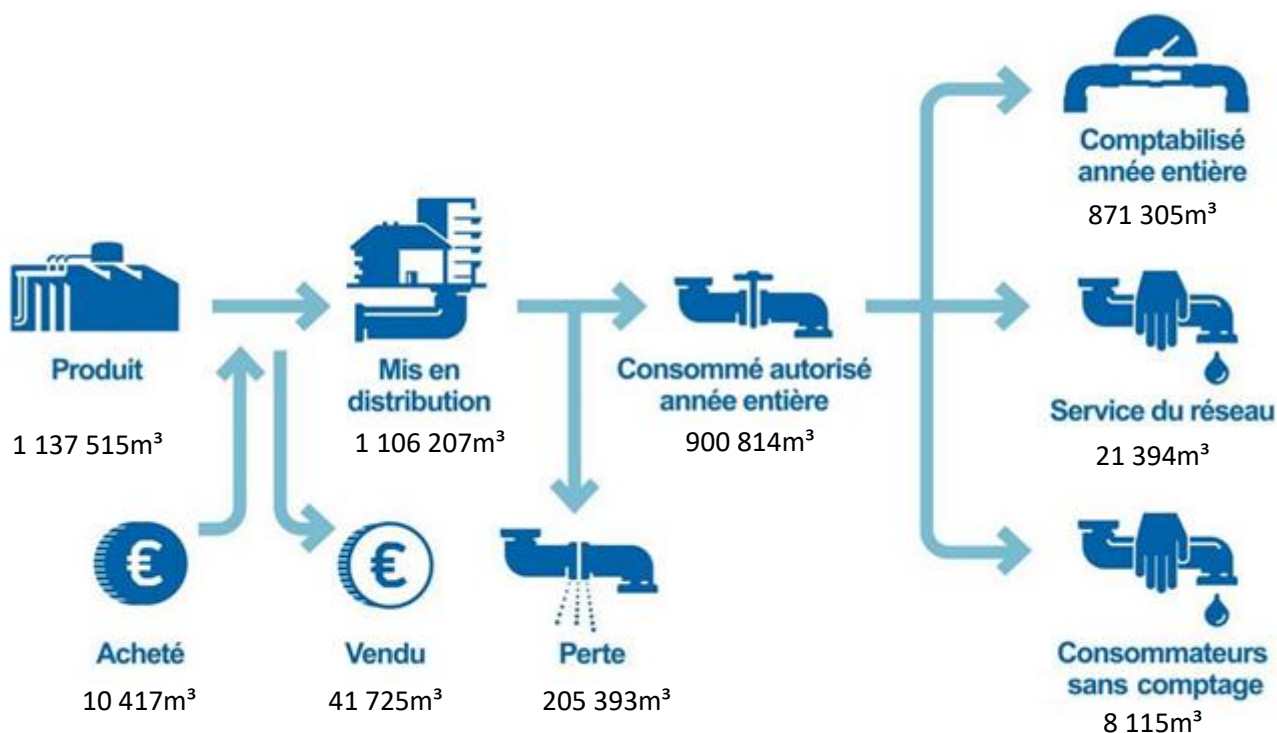 Comptabilisé
année entière
871 305m³
Produit
1 137 515m³
Mis en
distribution
1 106 207m³
Consommé autorisé
année entière
900 814m³
Service du réseau
21 394m³
€
Acheté
10 417m³
€
Vendu
41 725m³
Perte
205 393m³
Consommateurs
sans comptage
8 115m³